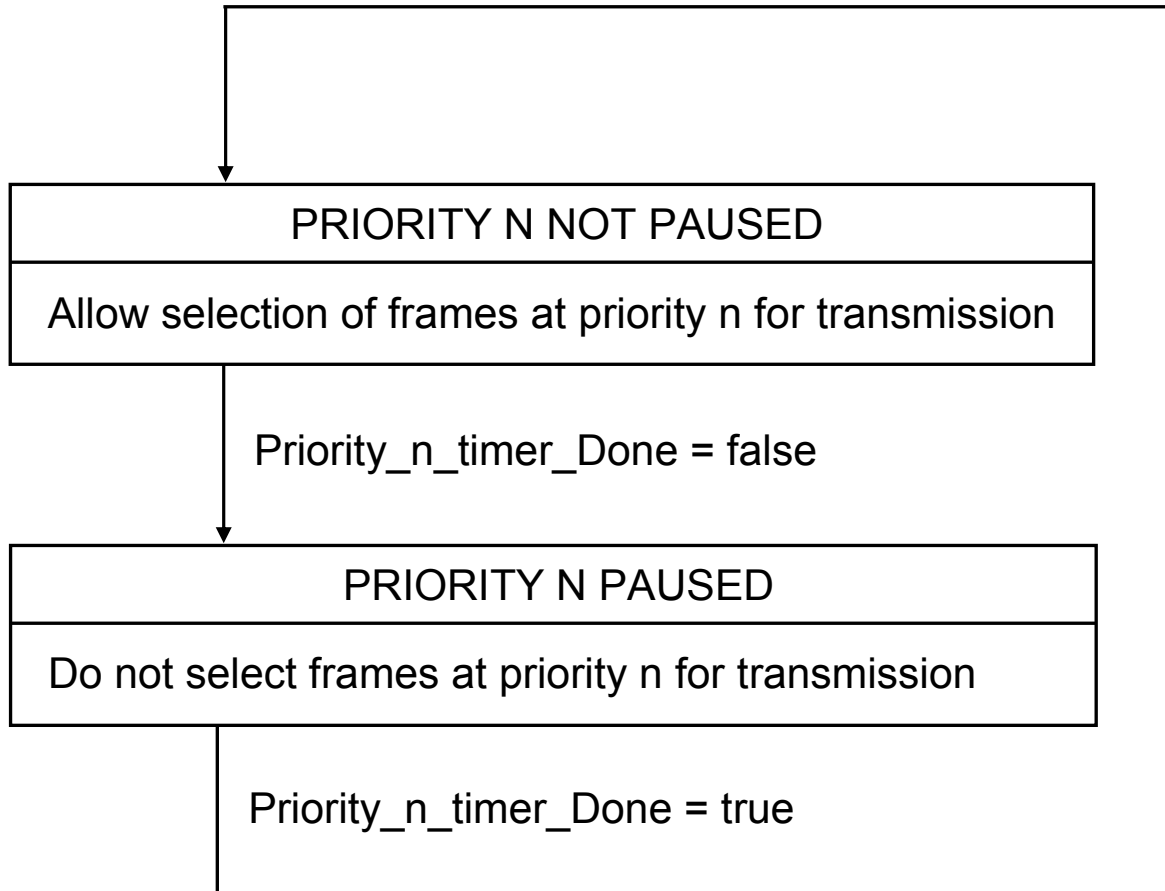 PRIORITY N NOT PAUSED
Allow selection of frames at priority n for transmission
Priority_n_timer_Done = false
PRIORITY N PAUSED
Do not select frames at priority n for transmission
Priority_n_timer_Done = true